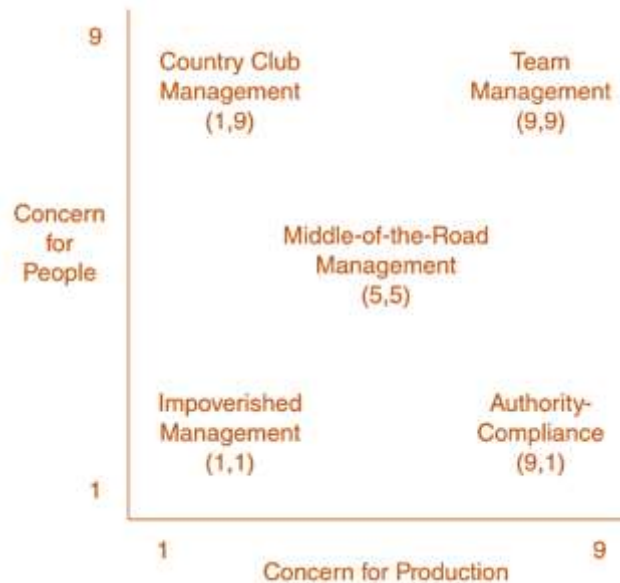 9
Country Club
Management
(1,9)
Team
Management
(9,9)
Concern
for
People
Middle-of-the-Road
Management
(5,5)
Impoverished
Management
(1,1)
Authority-
Compliance
(9,1)
1
1
9
Concern for Production